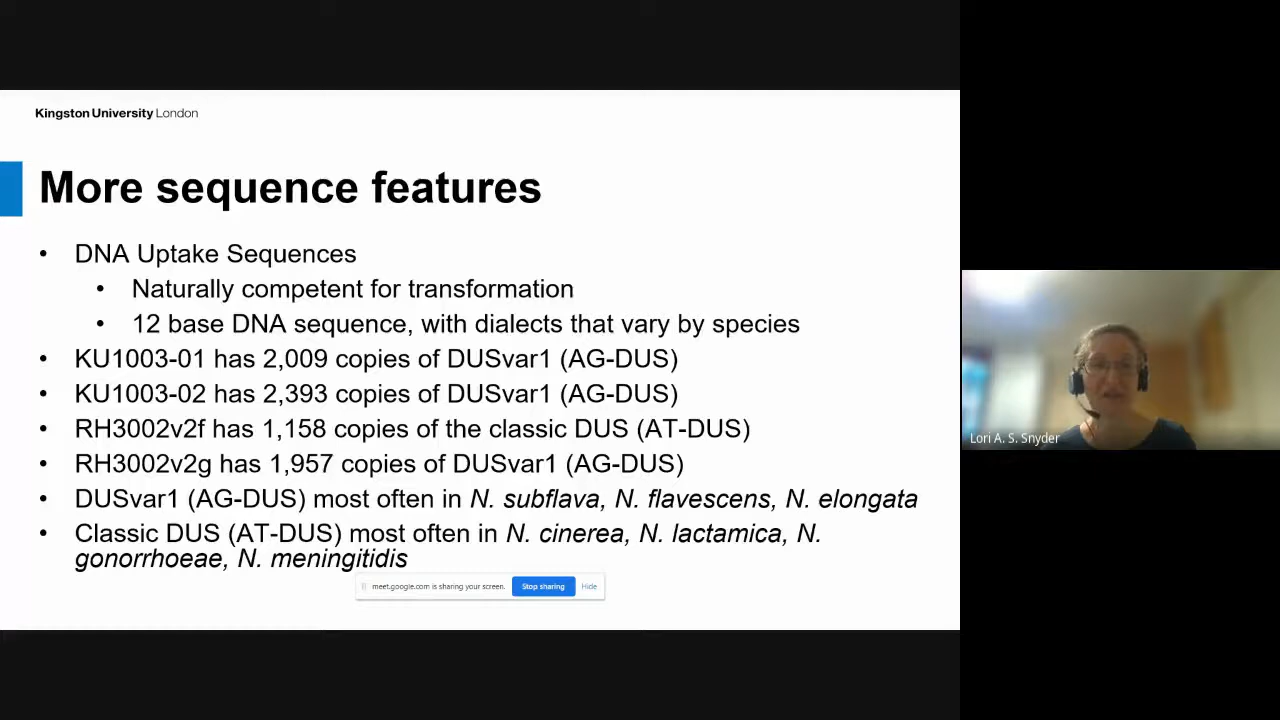 Kingston University London
More sequence features
• DNA Uptake Sequences
• Naturally competent for transformation
• 12 base DNA sequence, with dialects that vary by species
• KU1003-01 has 2,009 copies of DUSvar1 (AG-DUS)
• KU1003-02 has 2,393 copies of DUSvar1 (AG-DUS)
• RH3002v2f has 1,158 copies of the classic DUS (AT-DUS)
• RH3002v2g has 1,957 copies of DUSvar1 (AG-DUS)
• DUSvar1 (AG-DUS) most often in N. subflava, N. flavescens, N. elongata
• Classic DUS (AT-DUS) most often in N. cinerea, N. lactamica, N.
gonorrhoeae, N. meningitidis
meet.google.com is sharing your screen. Stop sharing Hide
Lori A. S. Snyder